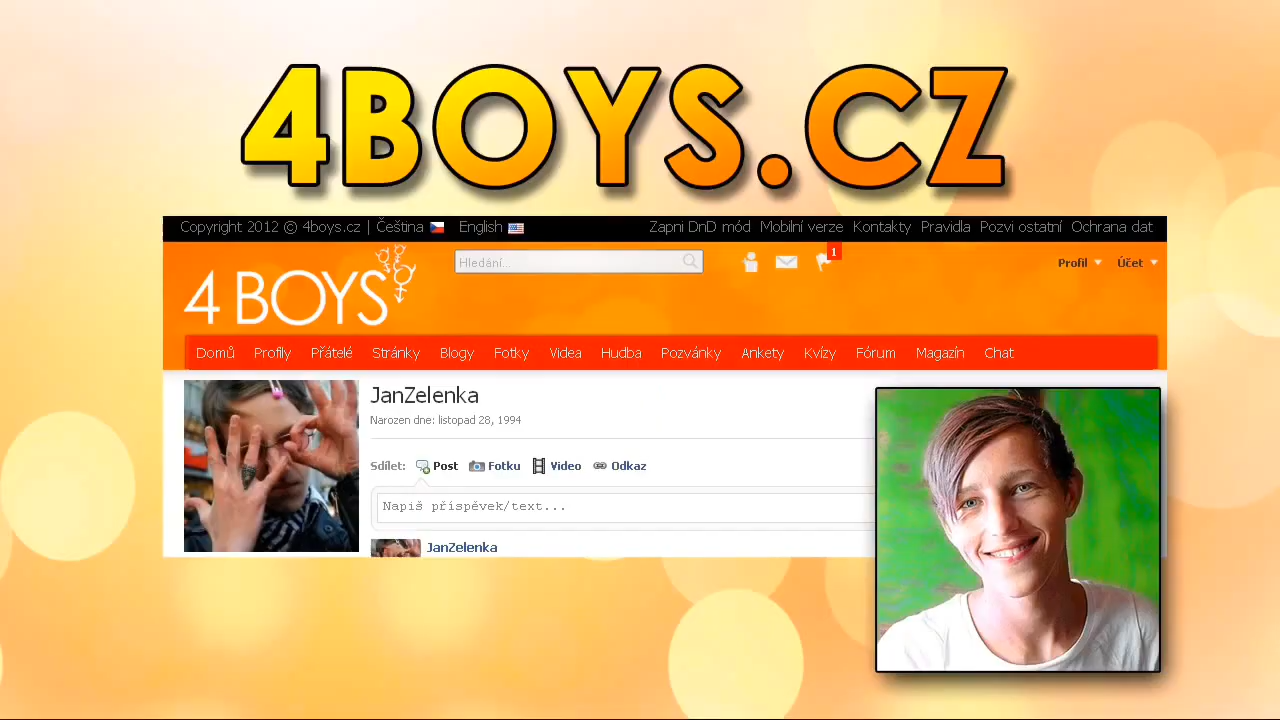 4BOYS.CZ
Copyright 2012 © 4boys.cz | Čeština English Zapni DnD mód Mobilní verze Kontakty Pravidla Pozvi ostatní Ochrana dat
4 BOYS Hledání... 1 Profil Účet
Domů Profily Přátelé Stránky Blogy Fotky Videa Hudba Pozvánky Ankety Kvízy Fórum Magazín Chat
JanZelenka
Narozen dne: listopad 28, 1994
Sdílet: Post Fotku Video Odkaz
Napiš příspěvek/text...
JanZelenka